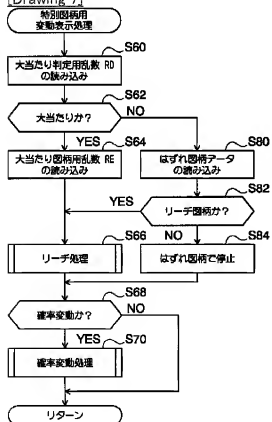 [Drawing 7]
特別図柄用
変動表示処理
S60
大当たり判定用乱数 RD
の読み込み
S62
大当たりか？
NO
YES
S64
S80
大当たり図柄用乱数 RE
の読み込み
はずれ図柄データ
の読み込み
S82
YES
リーチ図柄か？
S66
NO
S84
リーチ処理
はずれ図柄で停止
S68
確率変動か？
NO
YES
S70
確率変動処理
リターン